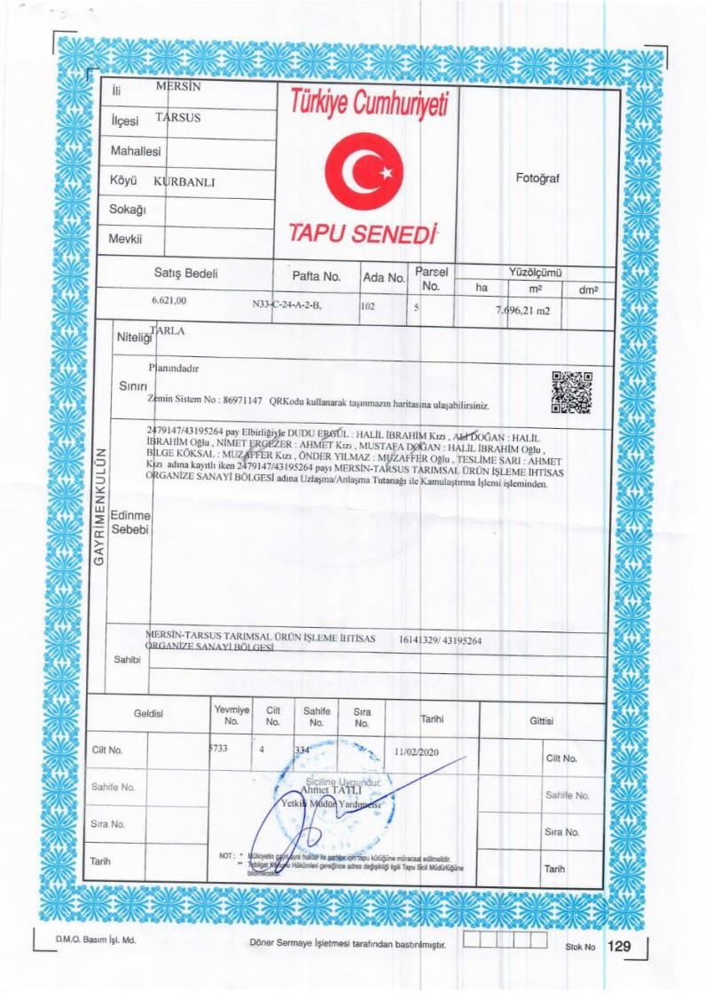 İli MERSİN
İlçesi TARSUS
Mahallesi
Köyü KURBANLI
Sokağı
Mevkii
Türkiye Cumhuriyeti
TAPU SENEDİ
Fotoğraf
Satış Bedeli Pafta No. Ada No. Parsel No. Yüzölçümü
ha m² dm²
6.621,00 N33-C-24-A-2-B, 102 5 7.696,21 m2
GAYRİMENKULÜN
Niteliği TARLA
Sınırı
Planındadır
Zemin Sistem No : 86971147 QRKodu kullanarak taşınmazın haritasına ulaşabilirsiniz.
Edinme Sebebi
2479147/43195264 pay Elbirliğiyle DUDU ERGÜL : HALİL İBRAHİM Kızı , ALİ DOĞAN : HALİL
İBRAHİM Oğlu , NİMET ERGEZER : AHMET Kızı , MUSTAFA DOĞAN : HALİL İBRAHİM Oğlu ,
BİLGE KÖKSAL : MUZAFFER Kızı , ÖNDER YILMAZ : MUZAFFER Oğlu , TESLİME SARI : AHMET
Kızı adına kayıtlı iken 2479147/43195264 payı MERSİN-TARSUS TARIMSAL ÜRÜN İŞLEME İHTİSAS
ORGANİZE SANAYİ BÖLGESİ adına Uzlaşma/Anlaşma Tutanağı ile Kamulaştırma İşlemi işleminden.
Sahibi
MERSİN-TARSUS TARIMSAL ÜRÜN İŞLEME İHTİSAS 16141329/ 43195264
ORGANİZE SANAYİ BÖLGESİ
Geldisi Yevmiye No. Cilt No. Sahife No. Sıra No. Tarihi Gittisi
Cilt No. 5733 4 334 11/02/2020 Cilt No.
Sahife No. Sahife No.
Siciline Uygundur.
Ahmet TATLI
Yetkili Müdür Yardımcısı
Sıra No. Sıra No.
Tarih Tarih
NOT : * Mülkiyetin gayri ayni haklar ile şerhler için tapu kütüğüne müracaat edilmelidir.
** Tebligat Kanunu Hükümleri gereğince adres değişikliği ilgili Tapu Sicil Müdürlüğüne
bildirilecektir.
D.M.O. Basım İşl. Md. Döner Sermaye İşletmesi tarafından bastırılmıştır. Stok No 129